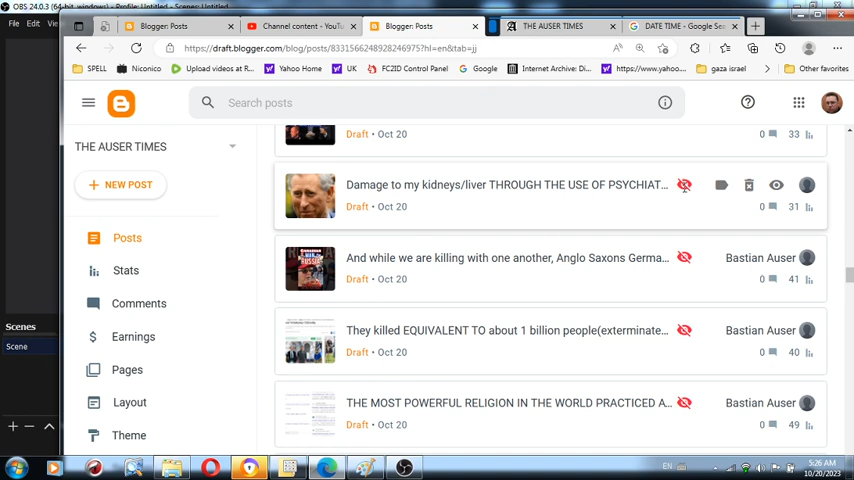 OBS 24.0.3 (64-bit, windows) - Profile: Untitled - Scenes: Untitled
File Edit
Blogger: Posts
Channel content - YouTu
Blogger: Posts
THE AUSER TIMES
DATE TIME - Google Sea
https://draft.blogger.com/blog/posts/8331566248928246975?hl=en&tab=jj
SPELL
Niconico
Upload videos at R...
Yahoo Home
UK
FC2ID Control Panel
Google
Internet Archive: Di...
https://www.yahoo....
gaza israel
Other favorites
Search posts
THE AUSER TIMES
NEW POST
Posts
Stats
Comments
Earnings
Pages
Layout
Theme
Draft • Oct 20
0 33
Damage to my kidneys/liver THROUGH THE USE OF PSYCHIAT...
Draft • Oct 20
0 31
And while we are killing with one another, Anglo Saxons Germa...
Bastian Auser
Draft • Oct 20
0 41
They killed EQUIVALENT TO about 1 billion people(exterminate...
Bastian Auser
Draft • Oct 20
0 40
THE MOST POWERFUL RELIGION IN THE WORLD PRACTICED A...
Bastian Auser
Draft • Oct 20
0 49
Scenes
Scene
EN
5:26 AM
10/20/2023